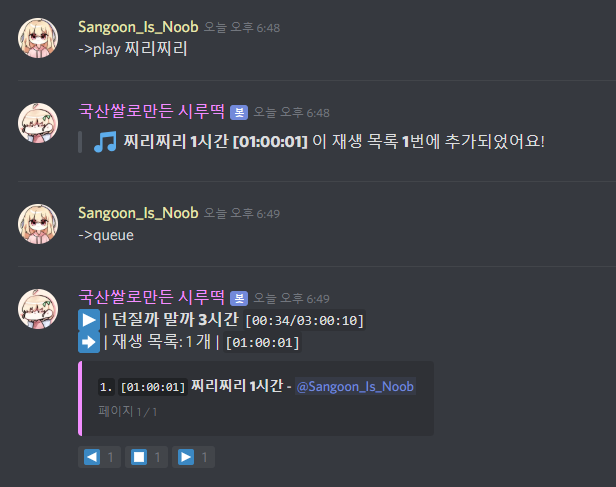 Sangoon_Is_Noob 오늘 오후 6:48
->play 찌리찌리
국산쌀로만든 시루떡 봇 오늘 오후 6:48
찌리찌리 1시간 [01:00:01] 이 재생 목록 1번에 추가되었어요!
Sangoon_Is_Noob 오늘 오후 6:49
->queue
국산쌀로만든 시루떡 봇 오늘 오후 6:49
| 던질까 말까 3시간 [00:34/03:00:10]
| 재생 목록: 1 개 | [01:00:01]
1. [01:00:01] 찌리찌리 1시간 - @Sangoon_Is_Noob
페이지 1 / 1
1 1 1